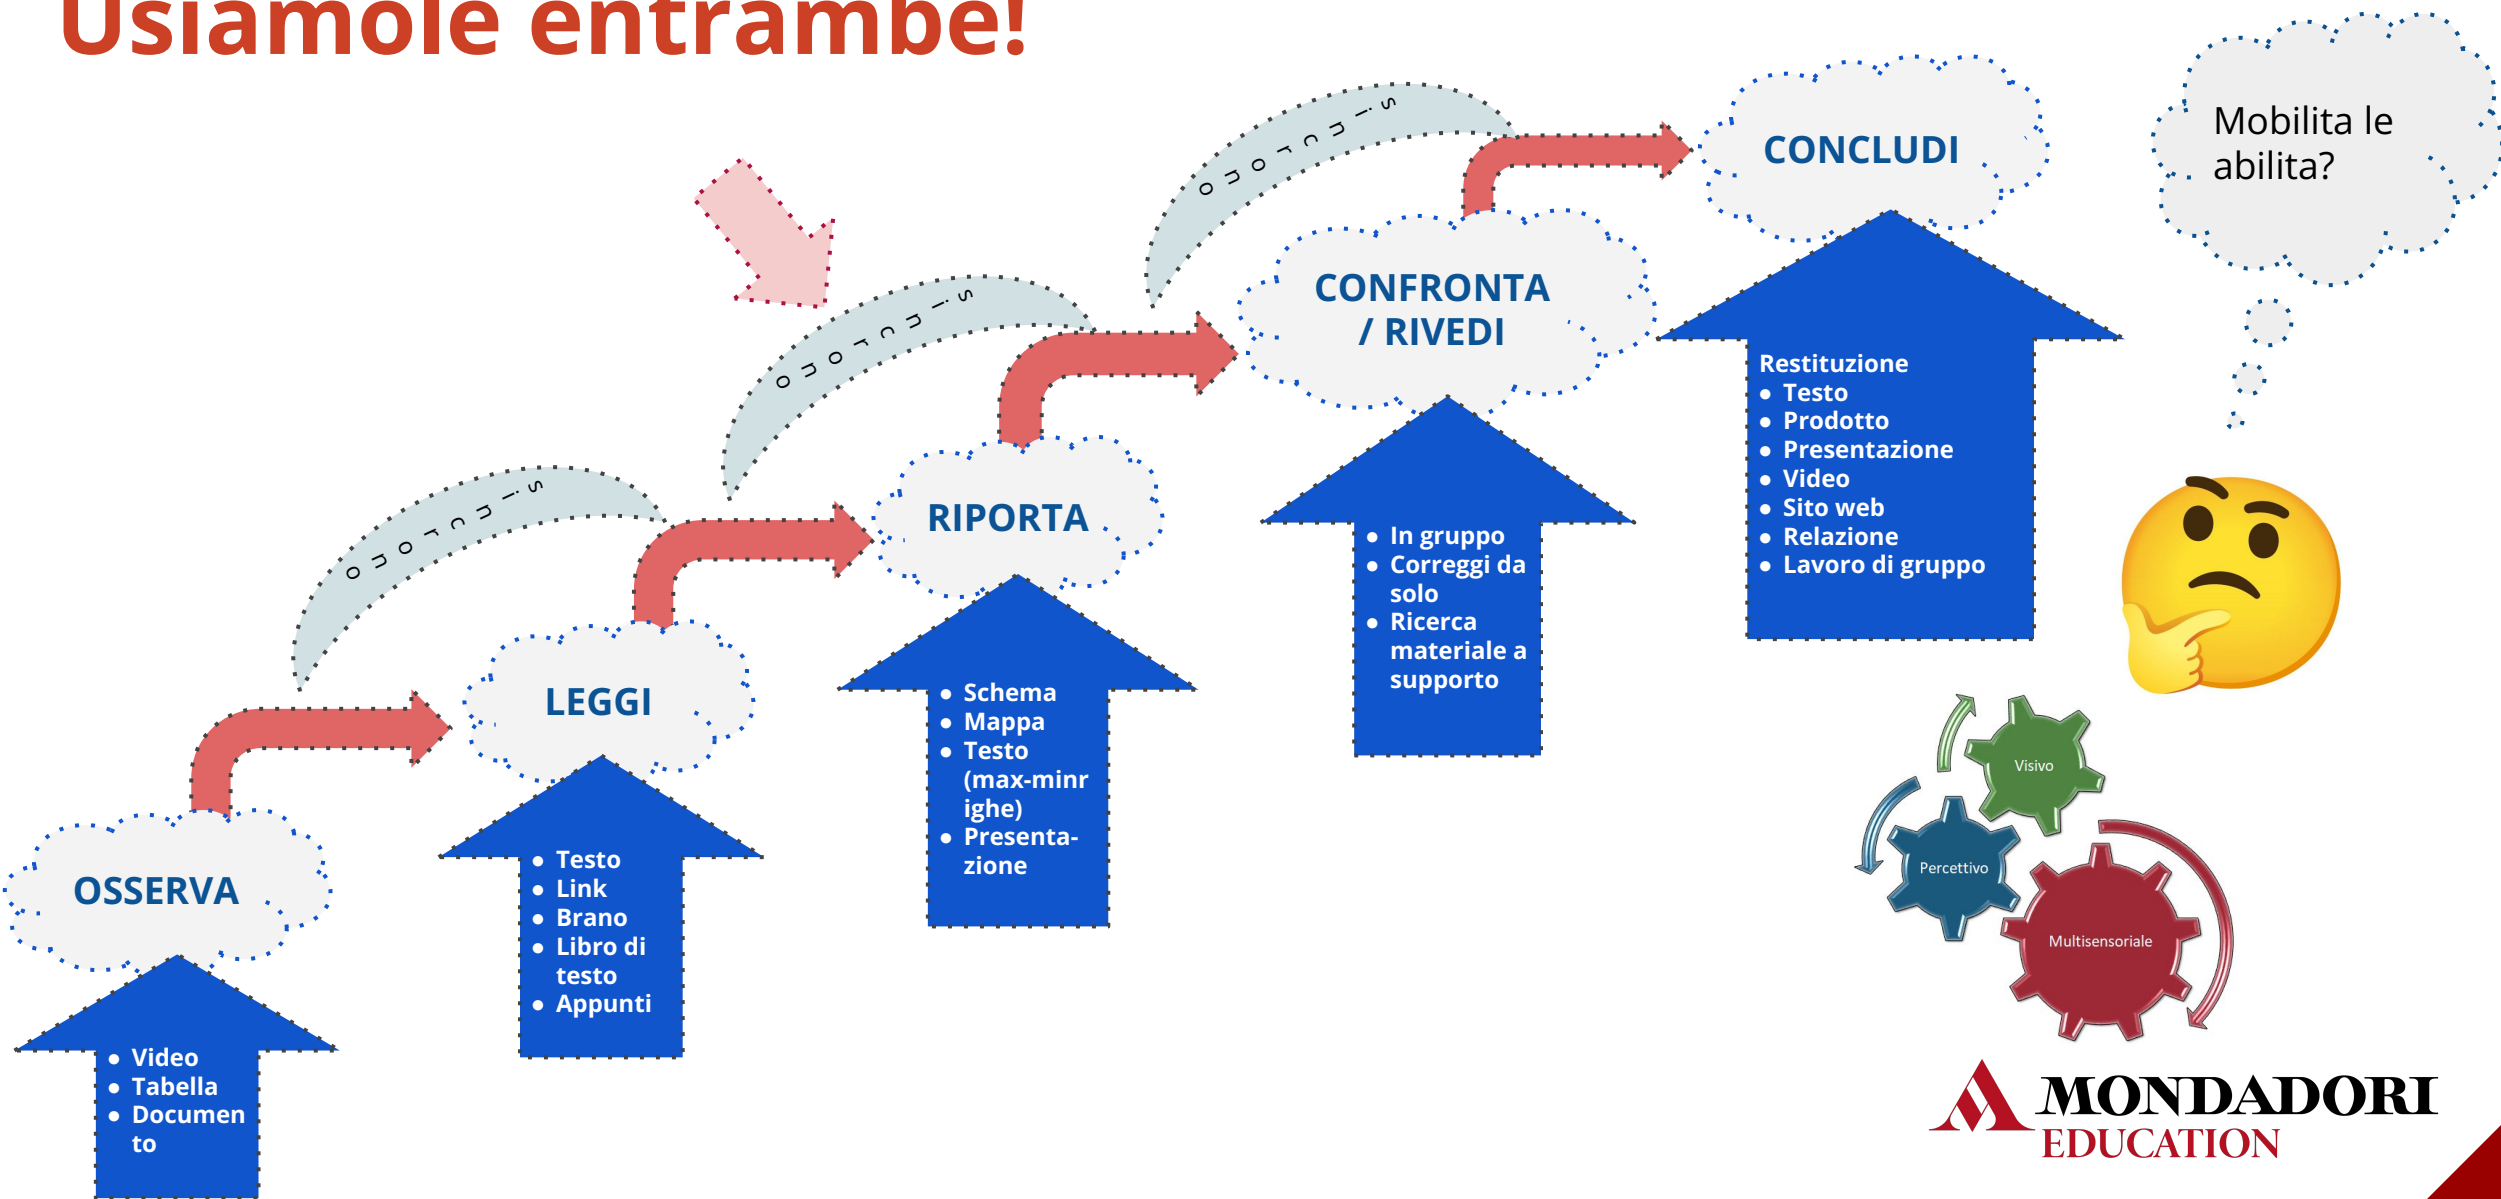 Usiamole entrambe!
OSSERVA
● Video
● Tabella
● Documen
to
sincrono
LEGGI
● Testo
● Link
● Brano
● Libro di
testo
● Appunti
sincrono
RIPORTA
● Schema
● Mappa
● Testo
(max-minr
ighe)
● Presenta-
zione
sincrono
CONFRONTA
/ RIVEDI
● In gruppo
● Correggi da
solo
● Ricerca
materiale a
supporto
CONCLUDI
Restituzione
● Testo
● Prodotto
● Presentazione
● Video
● Sito web
● Relazione
● Lavoro di gruppo
Mobilita le
abilita?
Visivo
Percettivo
Multisensoriale
MONDADORI
EDUCATION